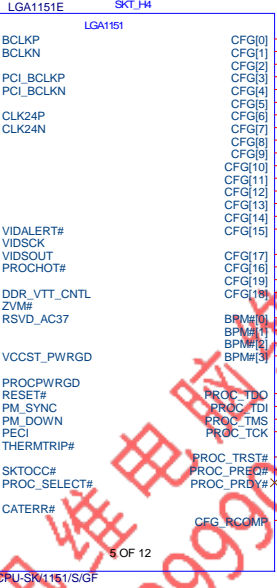 LGA1151E SKT_H4
LGA1151
BCLKP CFG[0]
BCLKN CFG[1]
CFG[2]
PCI_BCLKP CFG[3]
PCI_BCLKN CFG[4]
CFG[5]
CLK24P CFG[6]
CLK24N CFG[7]
CFG[8]
CFG[9]
CFG[10]
CFG[11]
CFG[12]
CFG[13]
CFG[14]
VIDALERT# CFG[15]
VIDSCK
VIDSOUT CFG[17]
PROCHOT# CFG[16]
CFG[19]
DDR_VTT_CNTL CFG[18]
ZVM#
RSVD_AC37 BPM#[0]
BPM#[1]
BPM#[2]
VCCST_PWRGD BPM#[3]
PROCPWRGD
RESET# PROC_TDO
PM_SYNC PROC_TDI
PM_DOWN PROC_TMS
PECI PROC_TCK
THERMTRIP#
PROC_TRST#
SKTOCC# PROC_PREQ#
PROC_SELECT# PROC_PRDY#
CATERR#
CFG_RCOMP
5 OF 12
CPU-SK/1151/S/GF
维电脑
9999